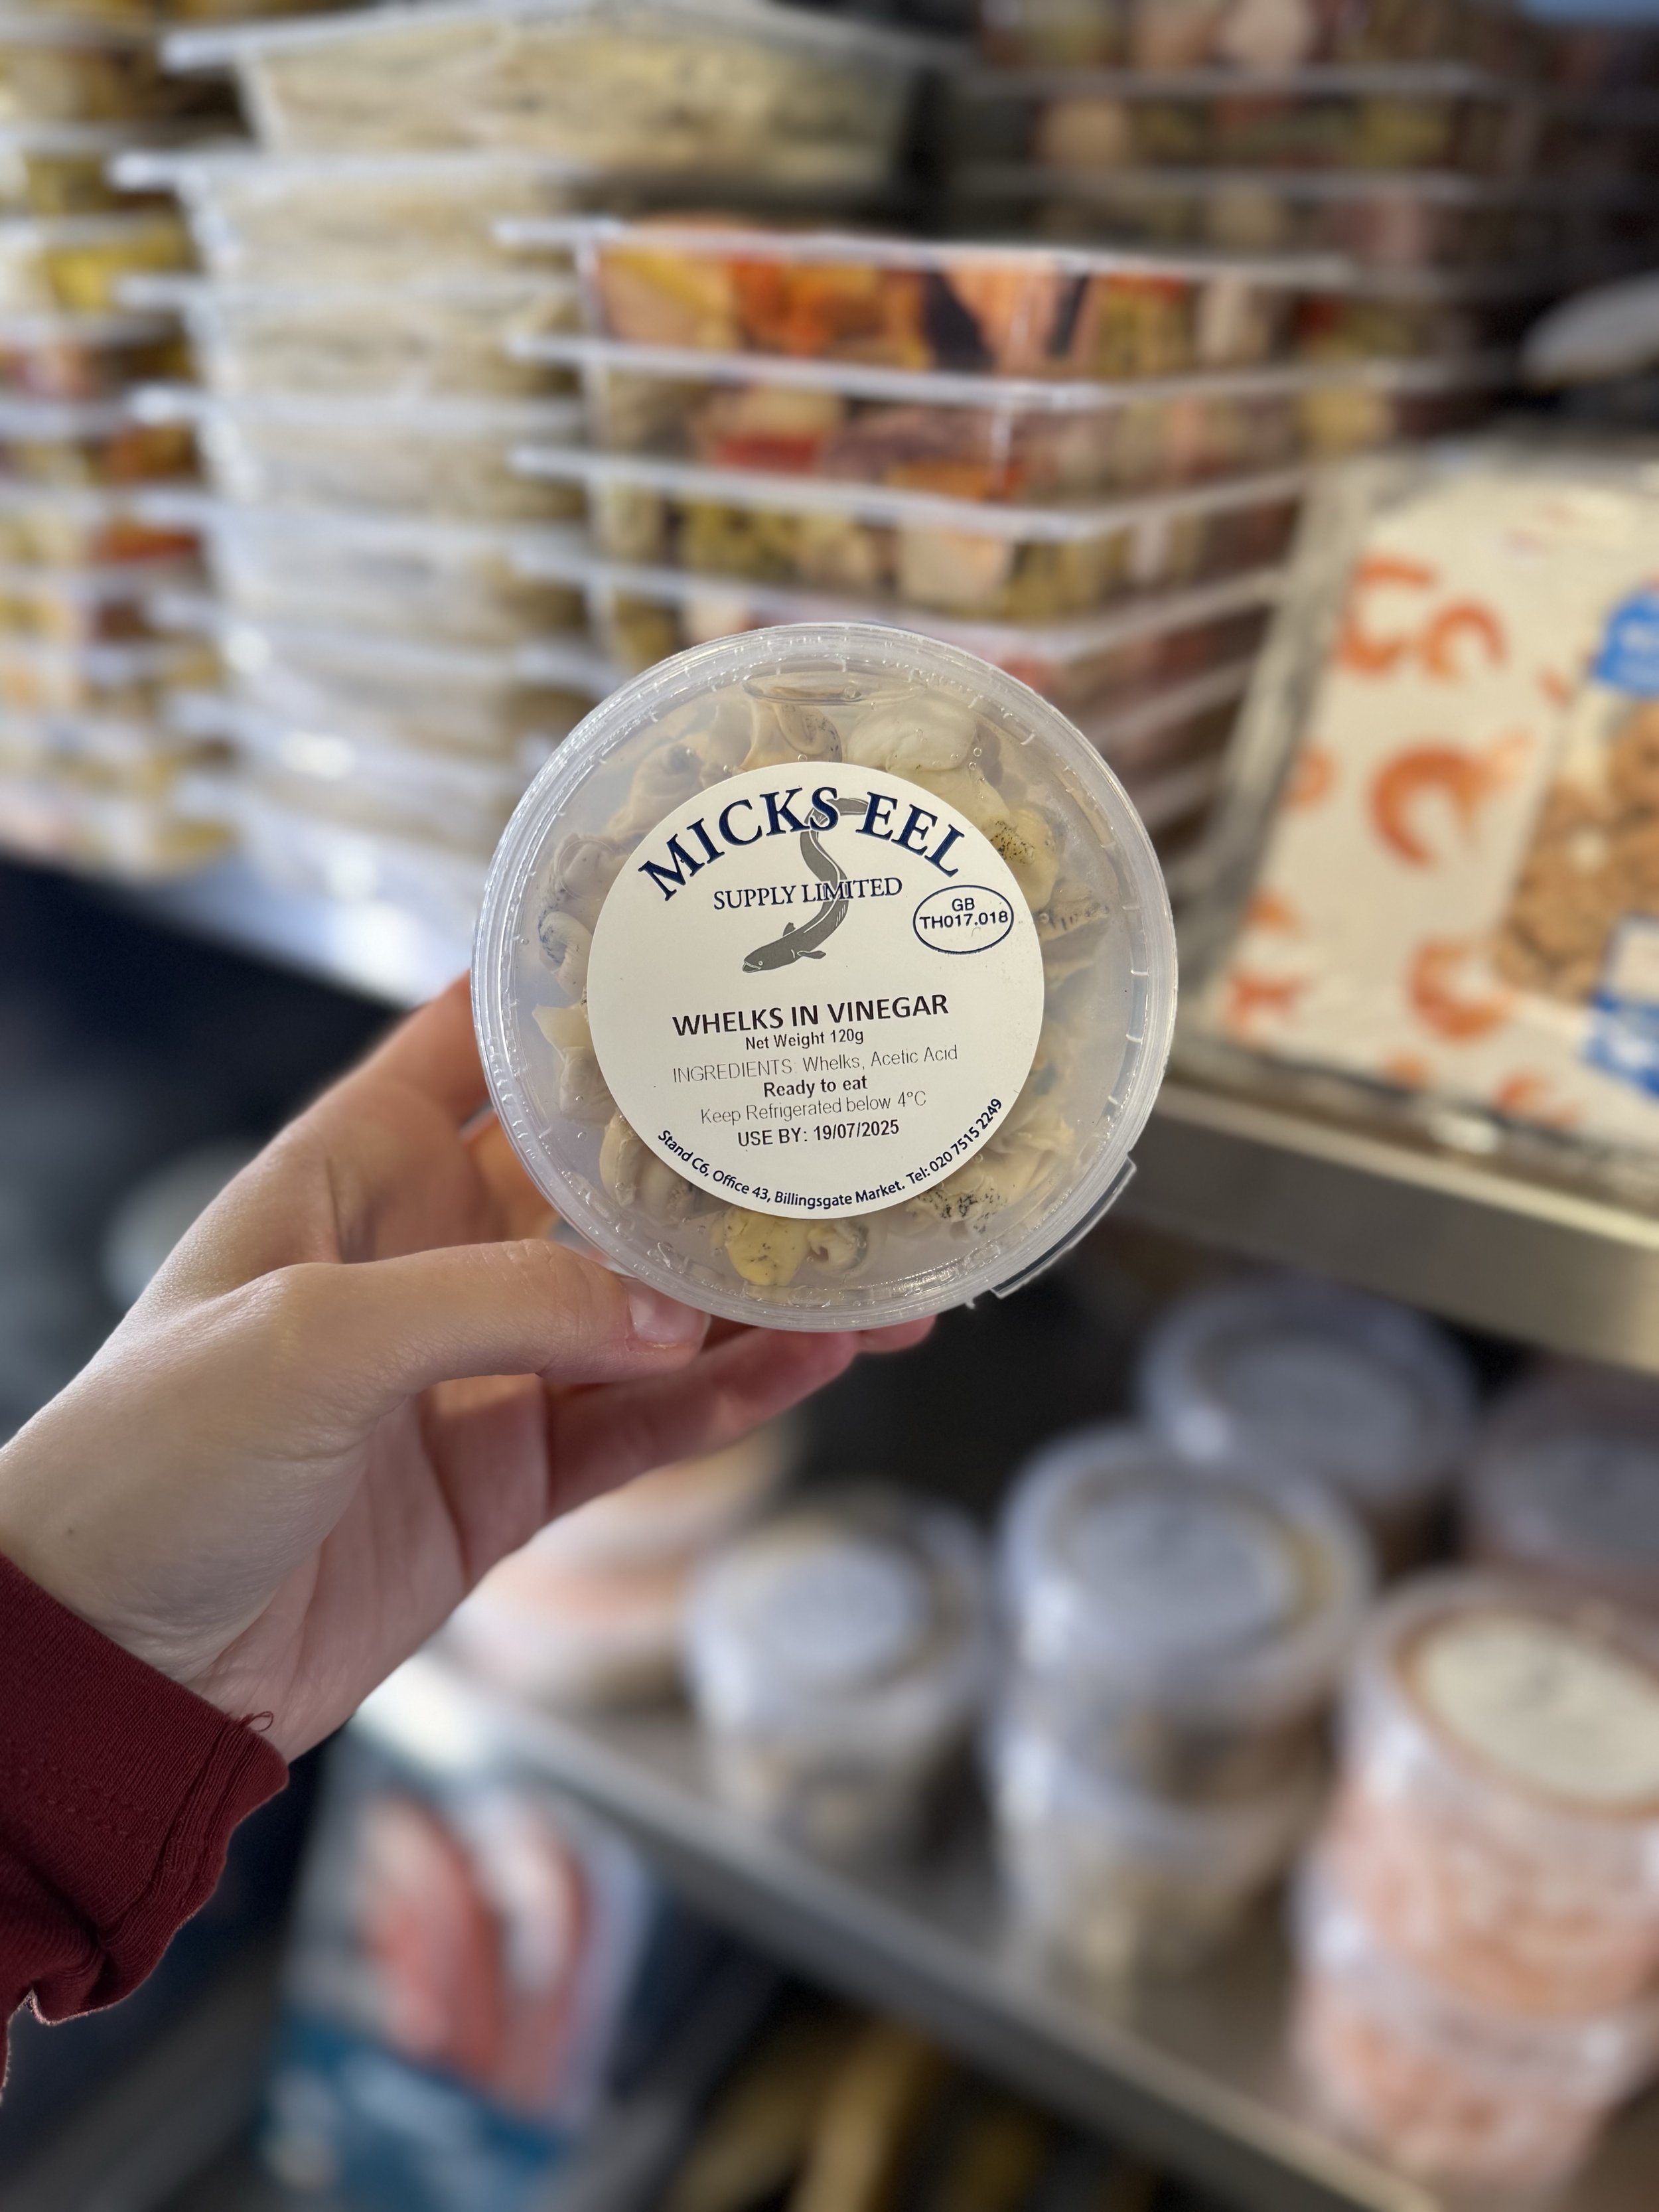 MICKS EEL
SUPPLY LIMITED
GB
TH017.018
WHELKS IN VINEGAR
Net Weight 120g
INGREDIENTS Whelks, Acetic Acid
Ready to eat
Keep Refrigerated below 4°C
USE BY: 19/07/2025
Stand C6, Office 43, Billingsgate Market. Tel: 020 7515 2249